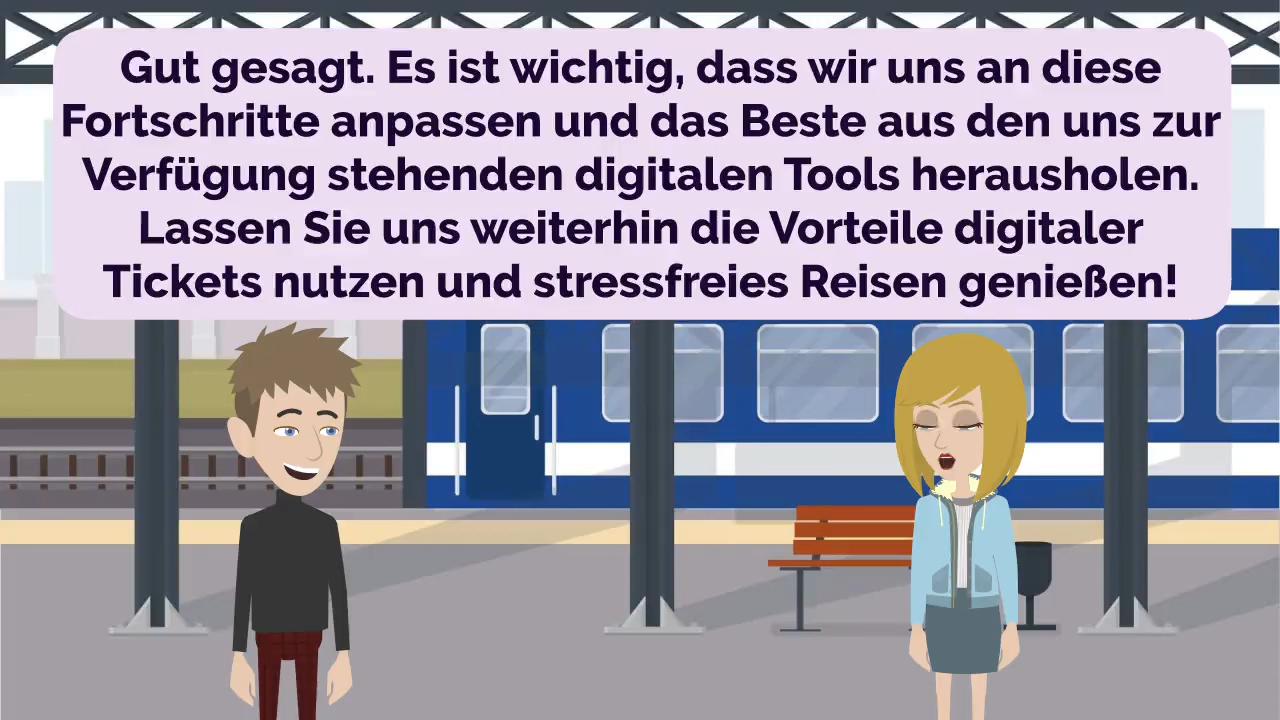 Gut gesagt. Es ist wichtig, dass wir uns an diese
Fortschritte anpassen und das Beste aus den uns zur
Verfügung stehenden digitalen Tools herausholen.
Lassen Sie uns weiterhin die Vorteile digitaler
Tickets nutzen und stressfreies Reisen genießen!